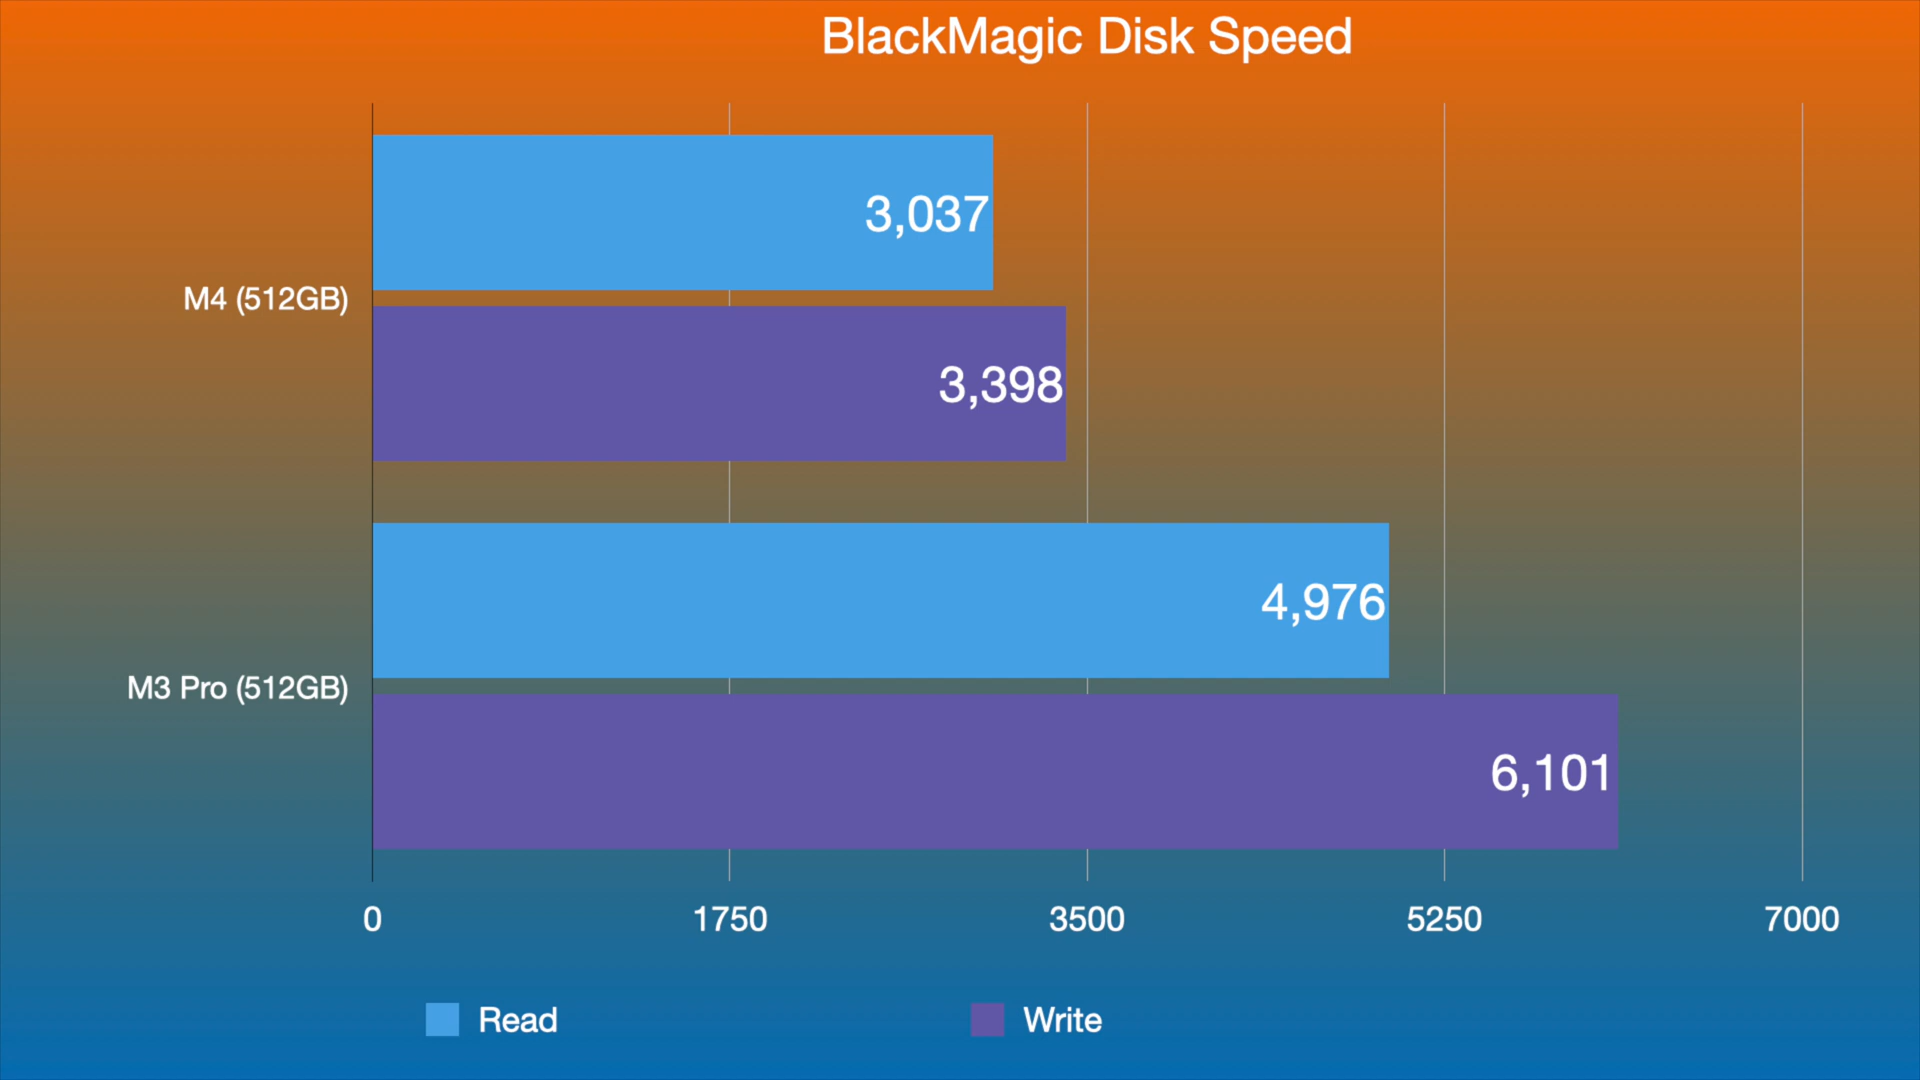 BlackMagic Disk Speed
3,037
M4 (512GB)
3,398
4,976
M3 Pro (512GB)
6,101
0 1750 3500 5250 7000
Read Write